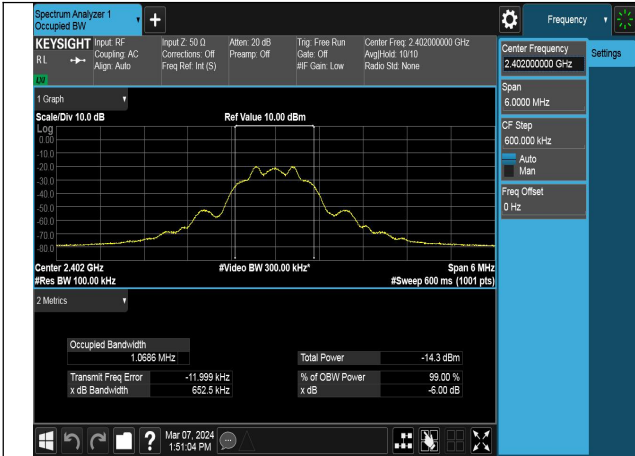 Spectrum Analyzer 1
Occupied BW
Frequency
KEYSIGHT
RL
Input: RF
Coupling: AC
Align: Auto
Input Z: 50 Ω
Corrections: Off
Freq Ref: Int (S)
Atten: 20 dB
Preamp: Off
Trig: Free Run
Gate: Off
#IF Gain: Low
Center Freq: 2.402000000 GHz
Avg|Hold: 10/10
Radio Std: None
1 Graph
Scale/Div 10.0 dB
Ref Value 10.00 dBm
Log
0.00
-10.0
-20.0
-30.0
-40.0
-50.0
-60.0
-70.0
-80.0
Center 2.402 GHz
#Video BW 300.00 kHz*
Span 6 MHz
#Res BW 100.00 kHz
#Sweep 600 ms (1001 pts)
2 Metrics
Occupied Bandwidth
1.0686 MHz
Total Power -14.3 dBm
Transmit Freq Error -11.999 kHz
% of OBW Power 99.00 %
x dB Bandwidth 652.5 kHz
x dB -6.00 dB
Mar 07, 2024
1:51:04 PM
Center Frequency
2.402000000 GHz
Settings
Span
6.0000 MHz
CF Step
600.000 kHz
Auto
Man
Freq Offset
0 Hz